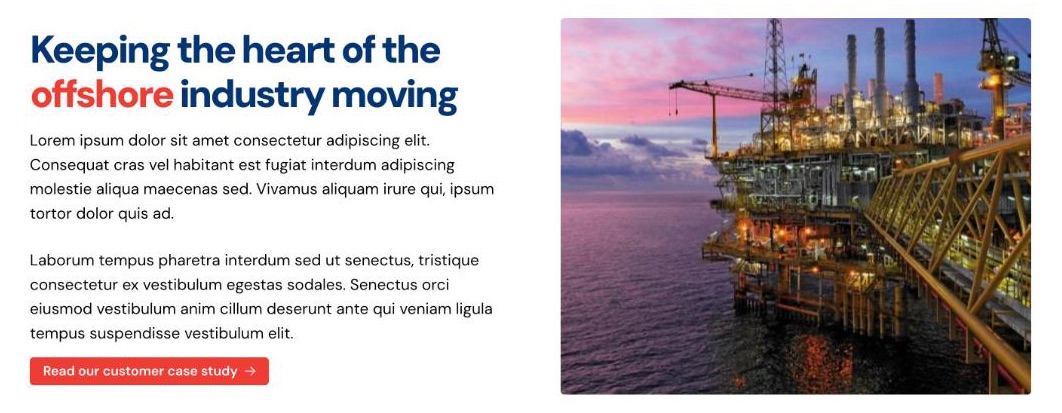 Keeping the heart of the
offshore industry moving
Lorem ipsum dolor sit amet consectetur adipiscing elit.
Consequat cras vel habitant est fugiat interdum adipiscing
molestie aliqua maecenas sed. Vivamus aliquam irure qui, ipsum
tortor dolor quis ad.
Laborum tempus pharetra interdum sed ut senectus, tristique
consectetur ex vestibulum egestas sodales. Senectus orci
eiusmod vestibulum anim cillum deserunt ante qui veniam ligula
tempus suspendisse vestibulum elit.
Read our customer case study →